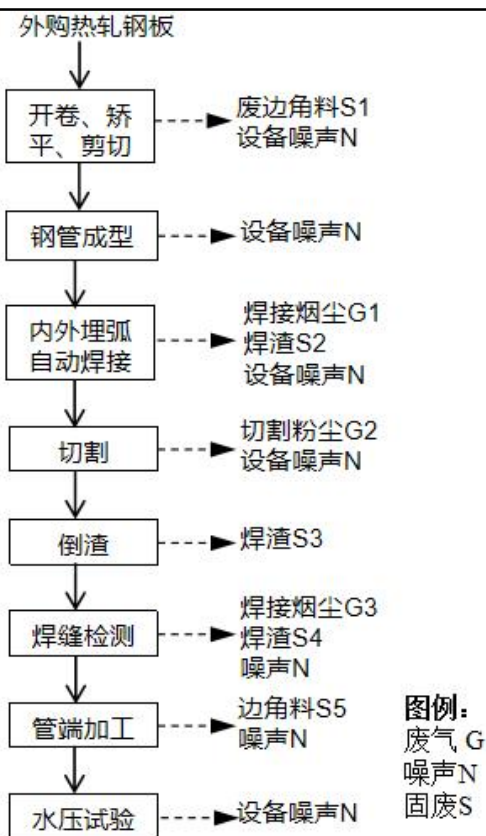 外购热轧钢板
开卷、矫
平、剪切
废边角料S1
设备噪声N
钢管成型
设备噪声N
内外埋弧
自动焊接
焊接烟尘G1
焊渣S2
设备噪声N
切割
切割粉尘G2
设备噪声N
倒渣
焊渣S3
焊缝检测
焊接烟尘G3
焊渣S4
噪声N
管端加工
边角料S5
噪声N
水压试验
设备噪声N
图例：
废气 G
噪声N
固废S